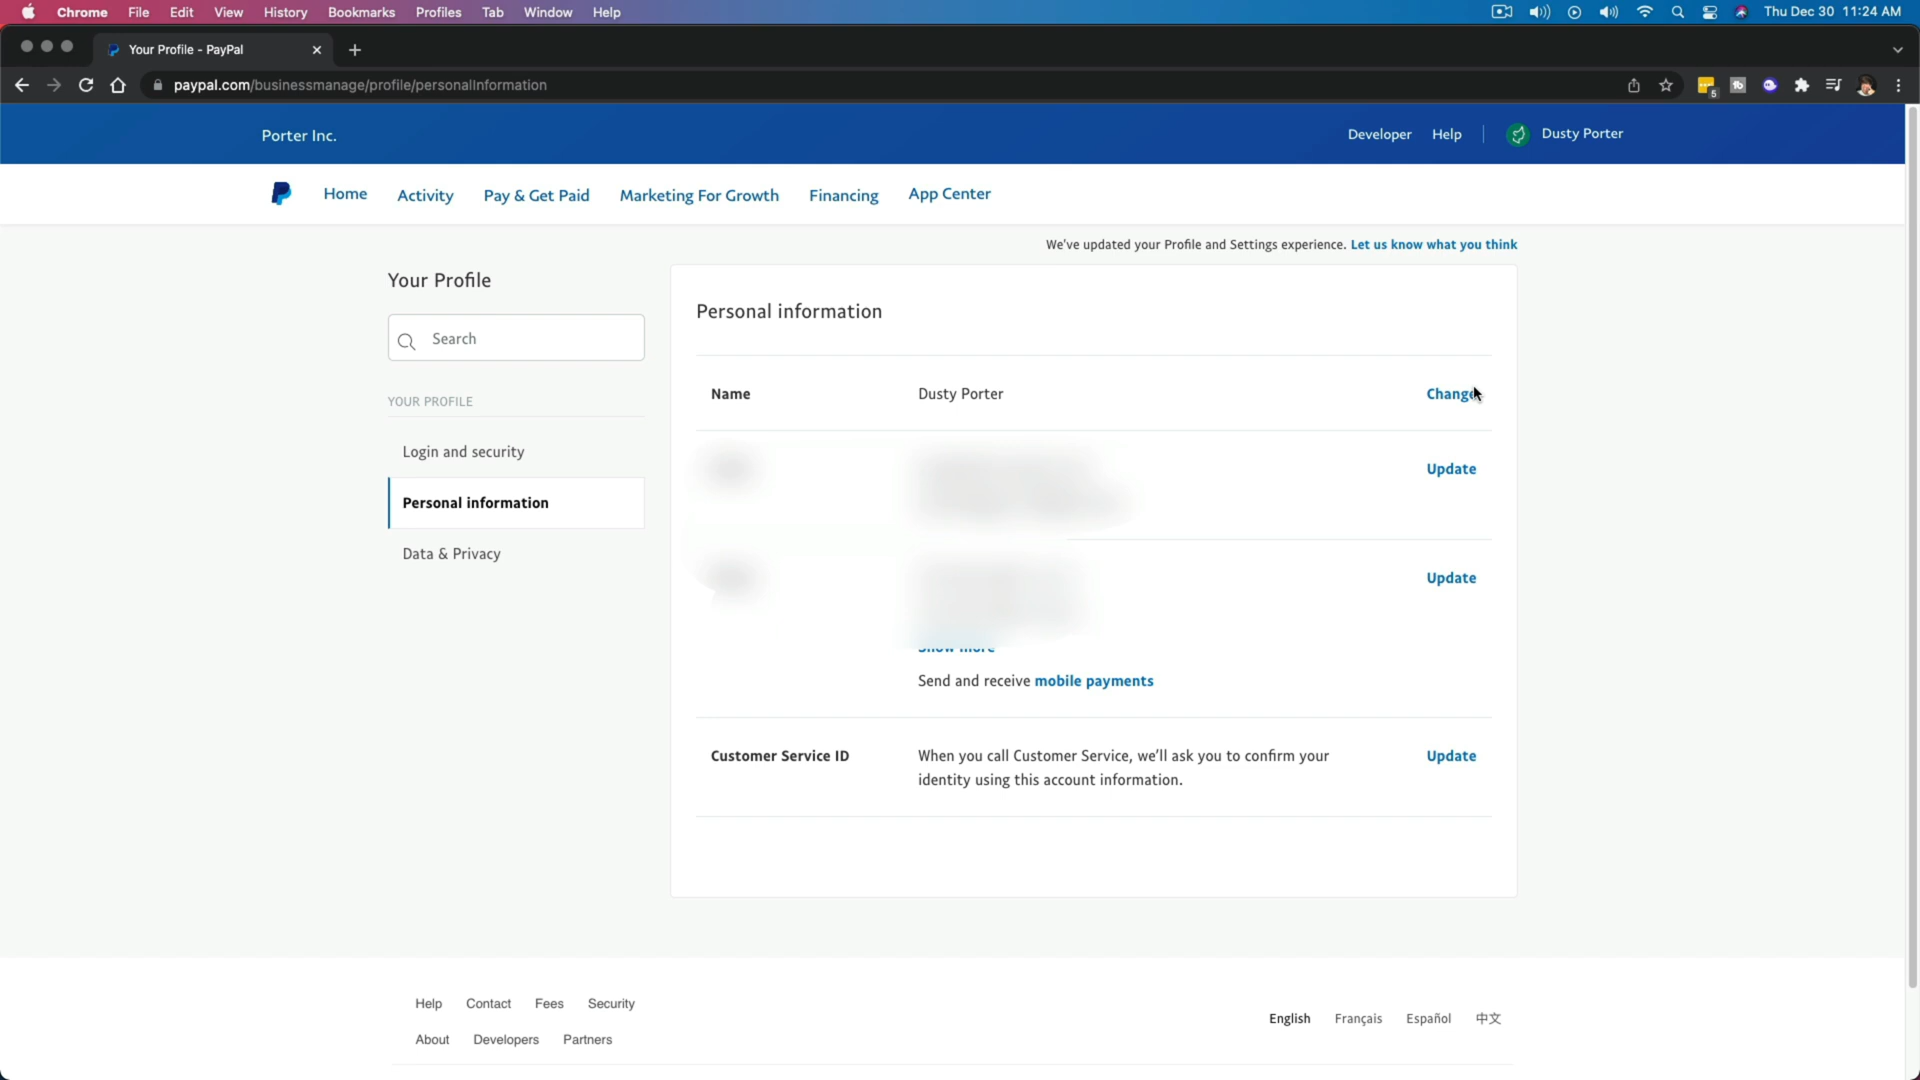 Chrome File Edit View History Bookmarks Profiles Tab Window Help Thu Dec 30 11:24 AM
Your Profile - PayPal
paypal.com/businessmanage/profile/personalInformation
5
Porter Inc. Developer Help Dusty Porter
Home Activity Pay & Get Paid Marketing For Growth Financing App Center
We've updated your Profile and Settings experience. Let us know what you think
Your Profile
Search
YOUR PROFILE
Login and security
Personal information
Data & Privacy
Personal information
Name Dusty Porter Change
Update
Update
Show more
Send and receive mobile payments
Customer Service ID When you call Customer Service, we'll ask you to confirm your Update
identity using this account information.
Help Contact Fees Security
About Developers Partners
English Français Español 中文